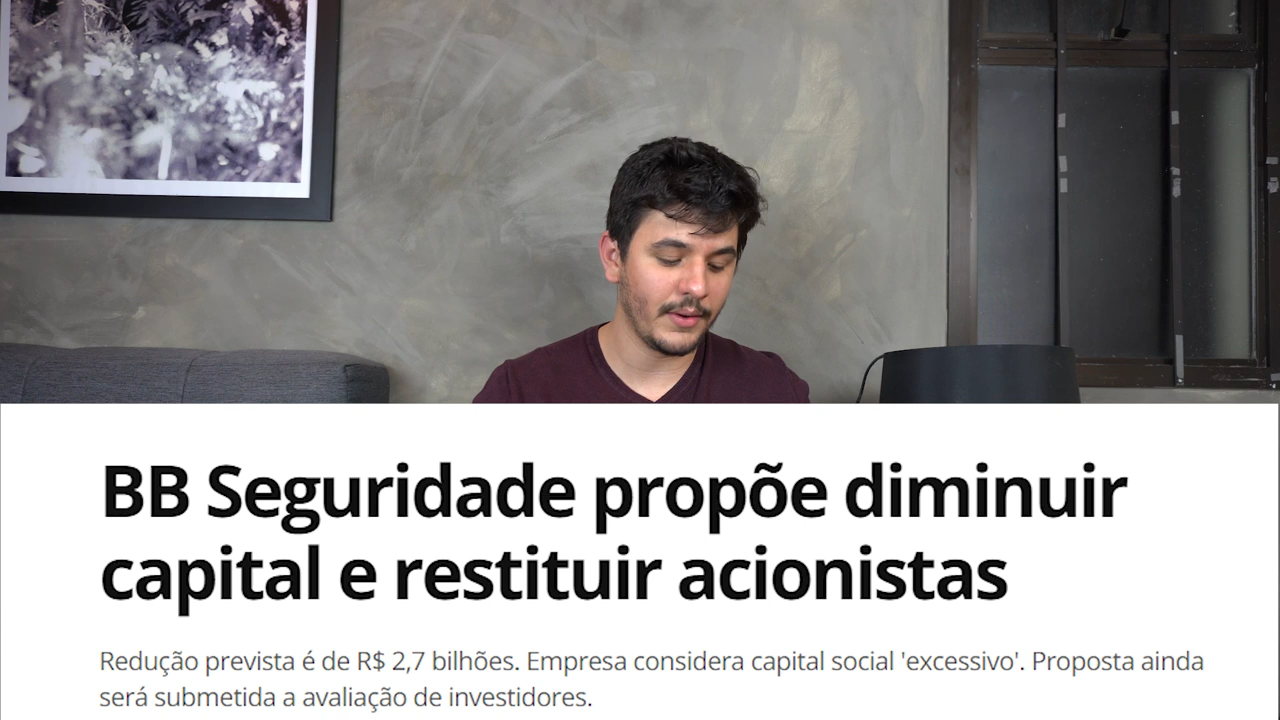 BB Seguridade propõe diminuir
capital e restituir acionistas
Redução prevista é de R$ 2,7 bilhões. Empresa considera capital social 'excessivo'. Proposta ainda
será submetida a avaliação de investidores.